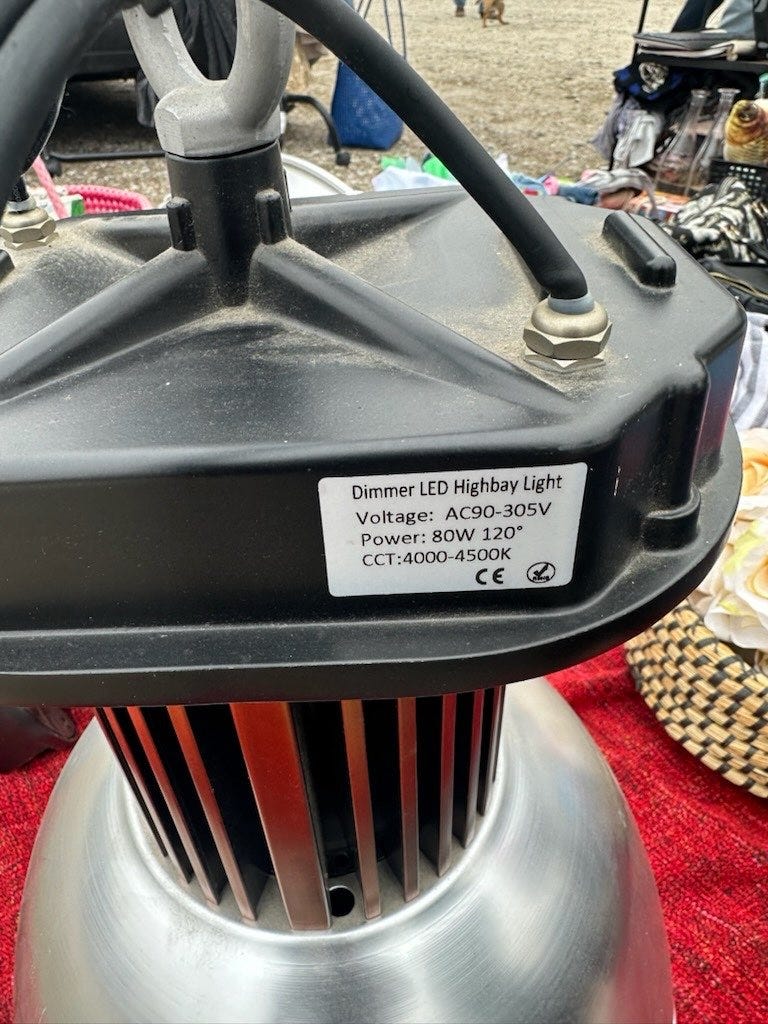 Dimmer LED Highbay Light
Voltage: AC90-305V
Power: 80W 120°
CCT:4000-4500K
CE